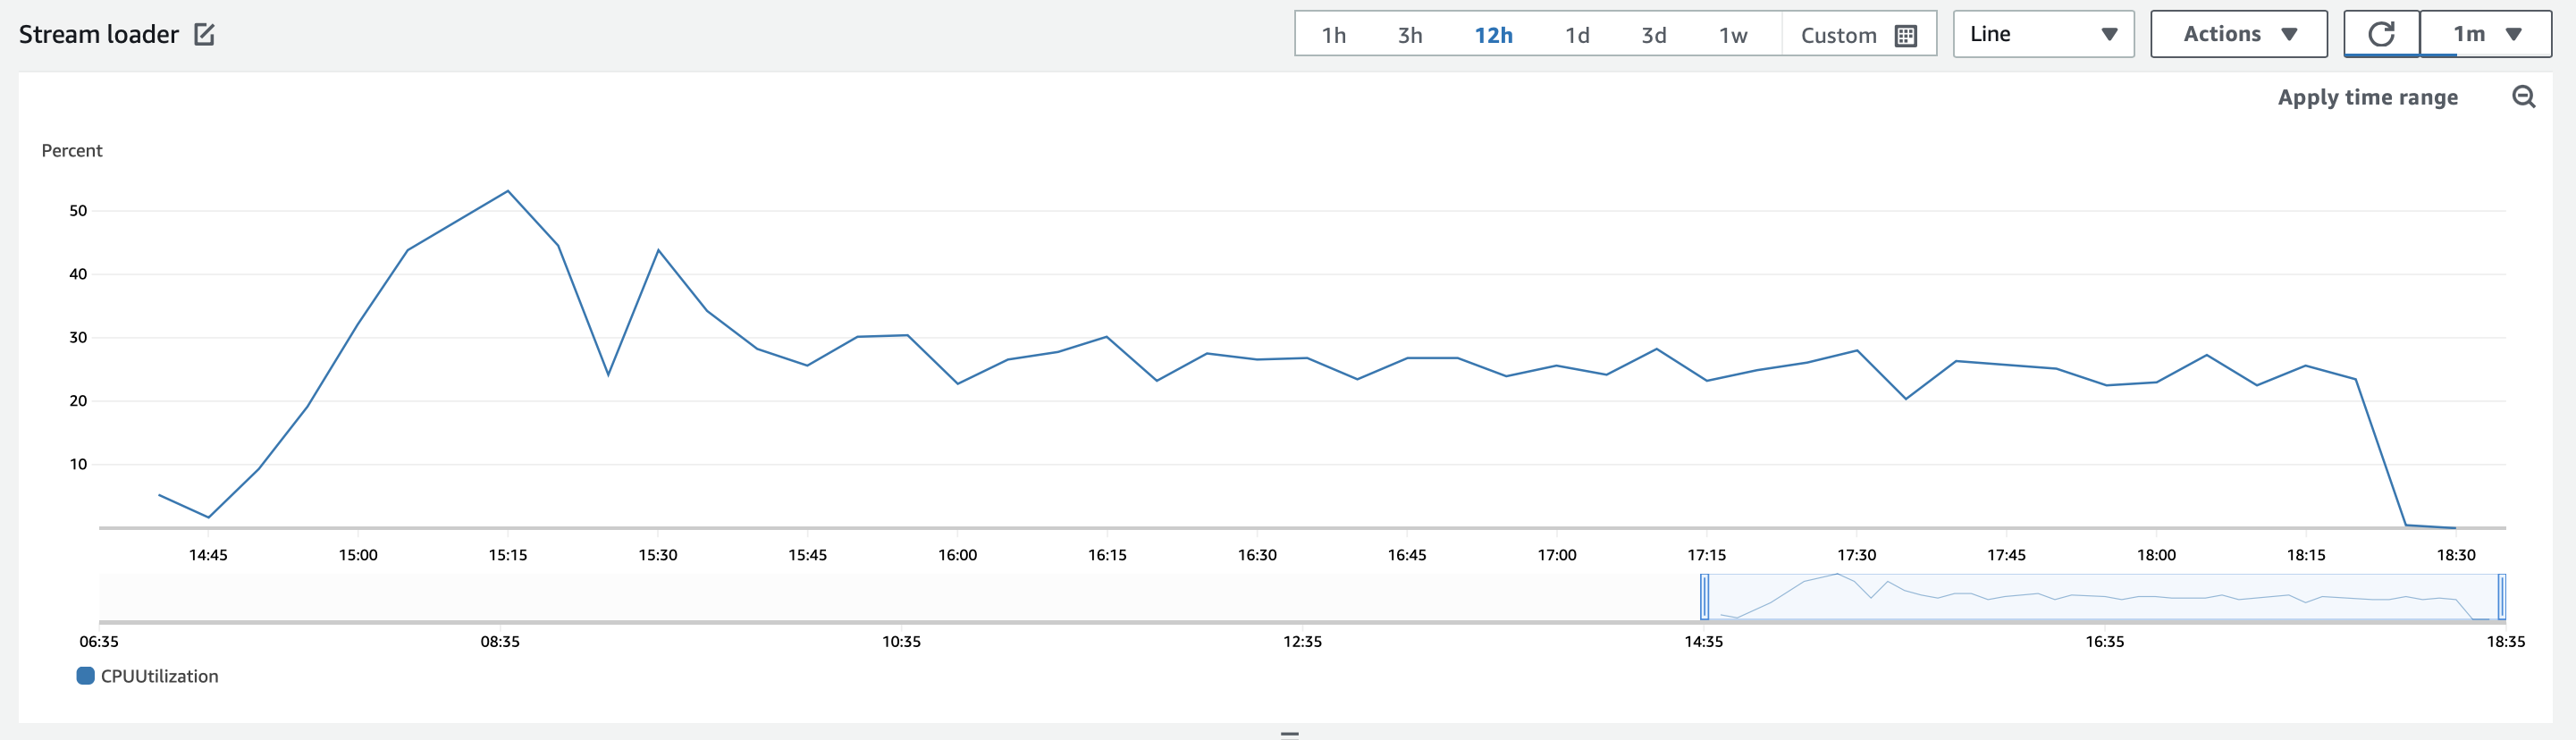 Stream loader
1h 3h 12h 1d 3d 1w Custom Line Actions 1m
Apply time range
Percent
50
40
30
20
10
14:45 15:00 15:15 15:30 15:45 16:00 16:15 16:30 16:45 17:00 17:15 17:30 17:45 18:00 18:15 18:30
06:35 08:35 10:35 12:35 14:35 16:35 18:35
CPUUtilization